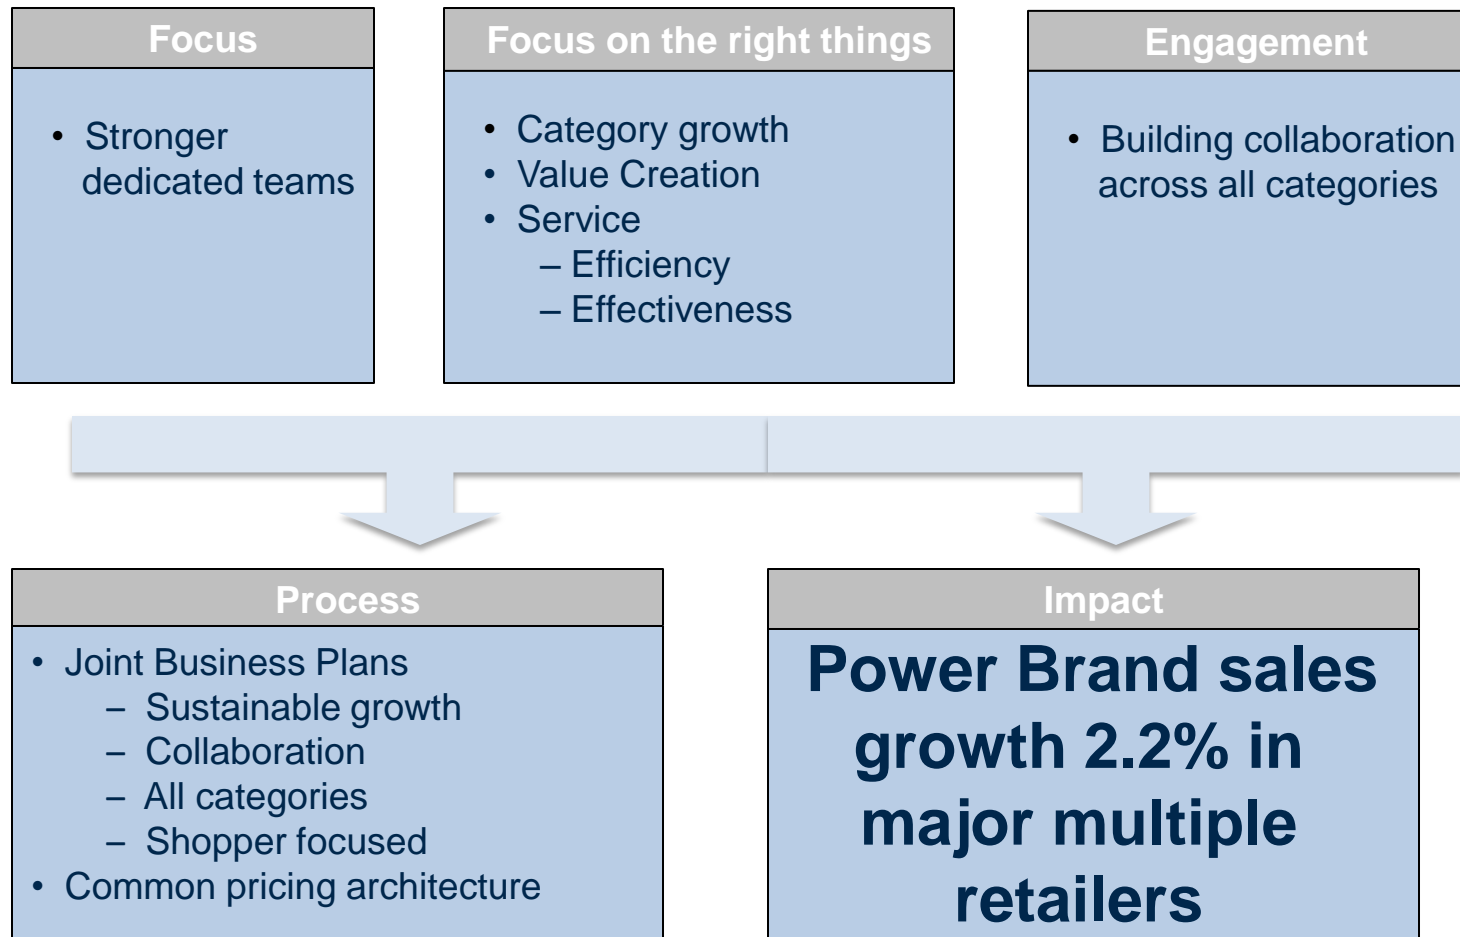 Focus
• Stronger
dedicated teams
Focus on the right things
• Category growth
• Value Creation
• Service
– Efficiency
– Effectiveness
Engagement
• Building collaboration
across all categories
Process
• Joint Business Plans
– Sustainable growth
– Collaboration
– All categories
– Shopper focused
• Common pricing architecture
Impact
Power Brand sales
growth 2.2% in
major multiple
retailers